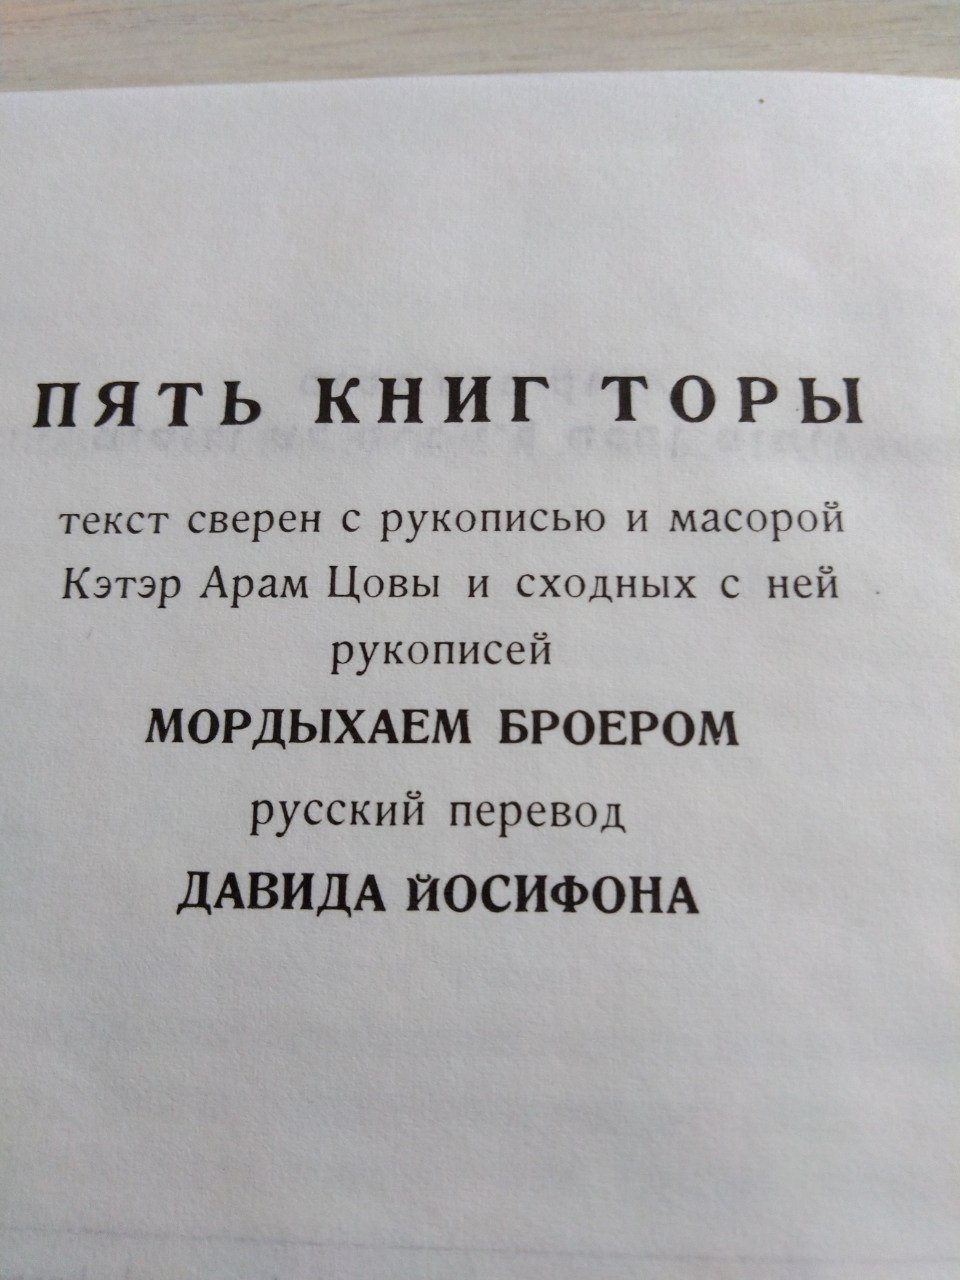 ПЯТЬ КНИГ ТОРЫ
текст сверен с рукописью и масорой
Кэтэр Арам Цовы и сходных с ней
рукописей
МОРДЫХАЕМ БРОЕРОМ
русский перевод
ДАВИДА ЙОСИФОНА